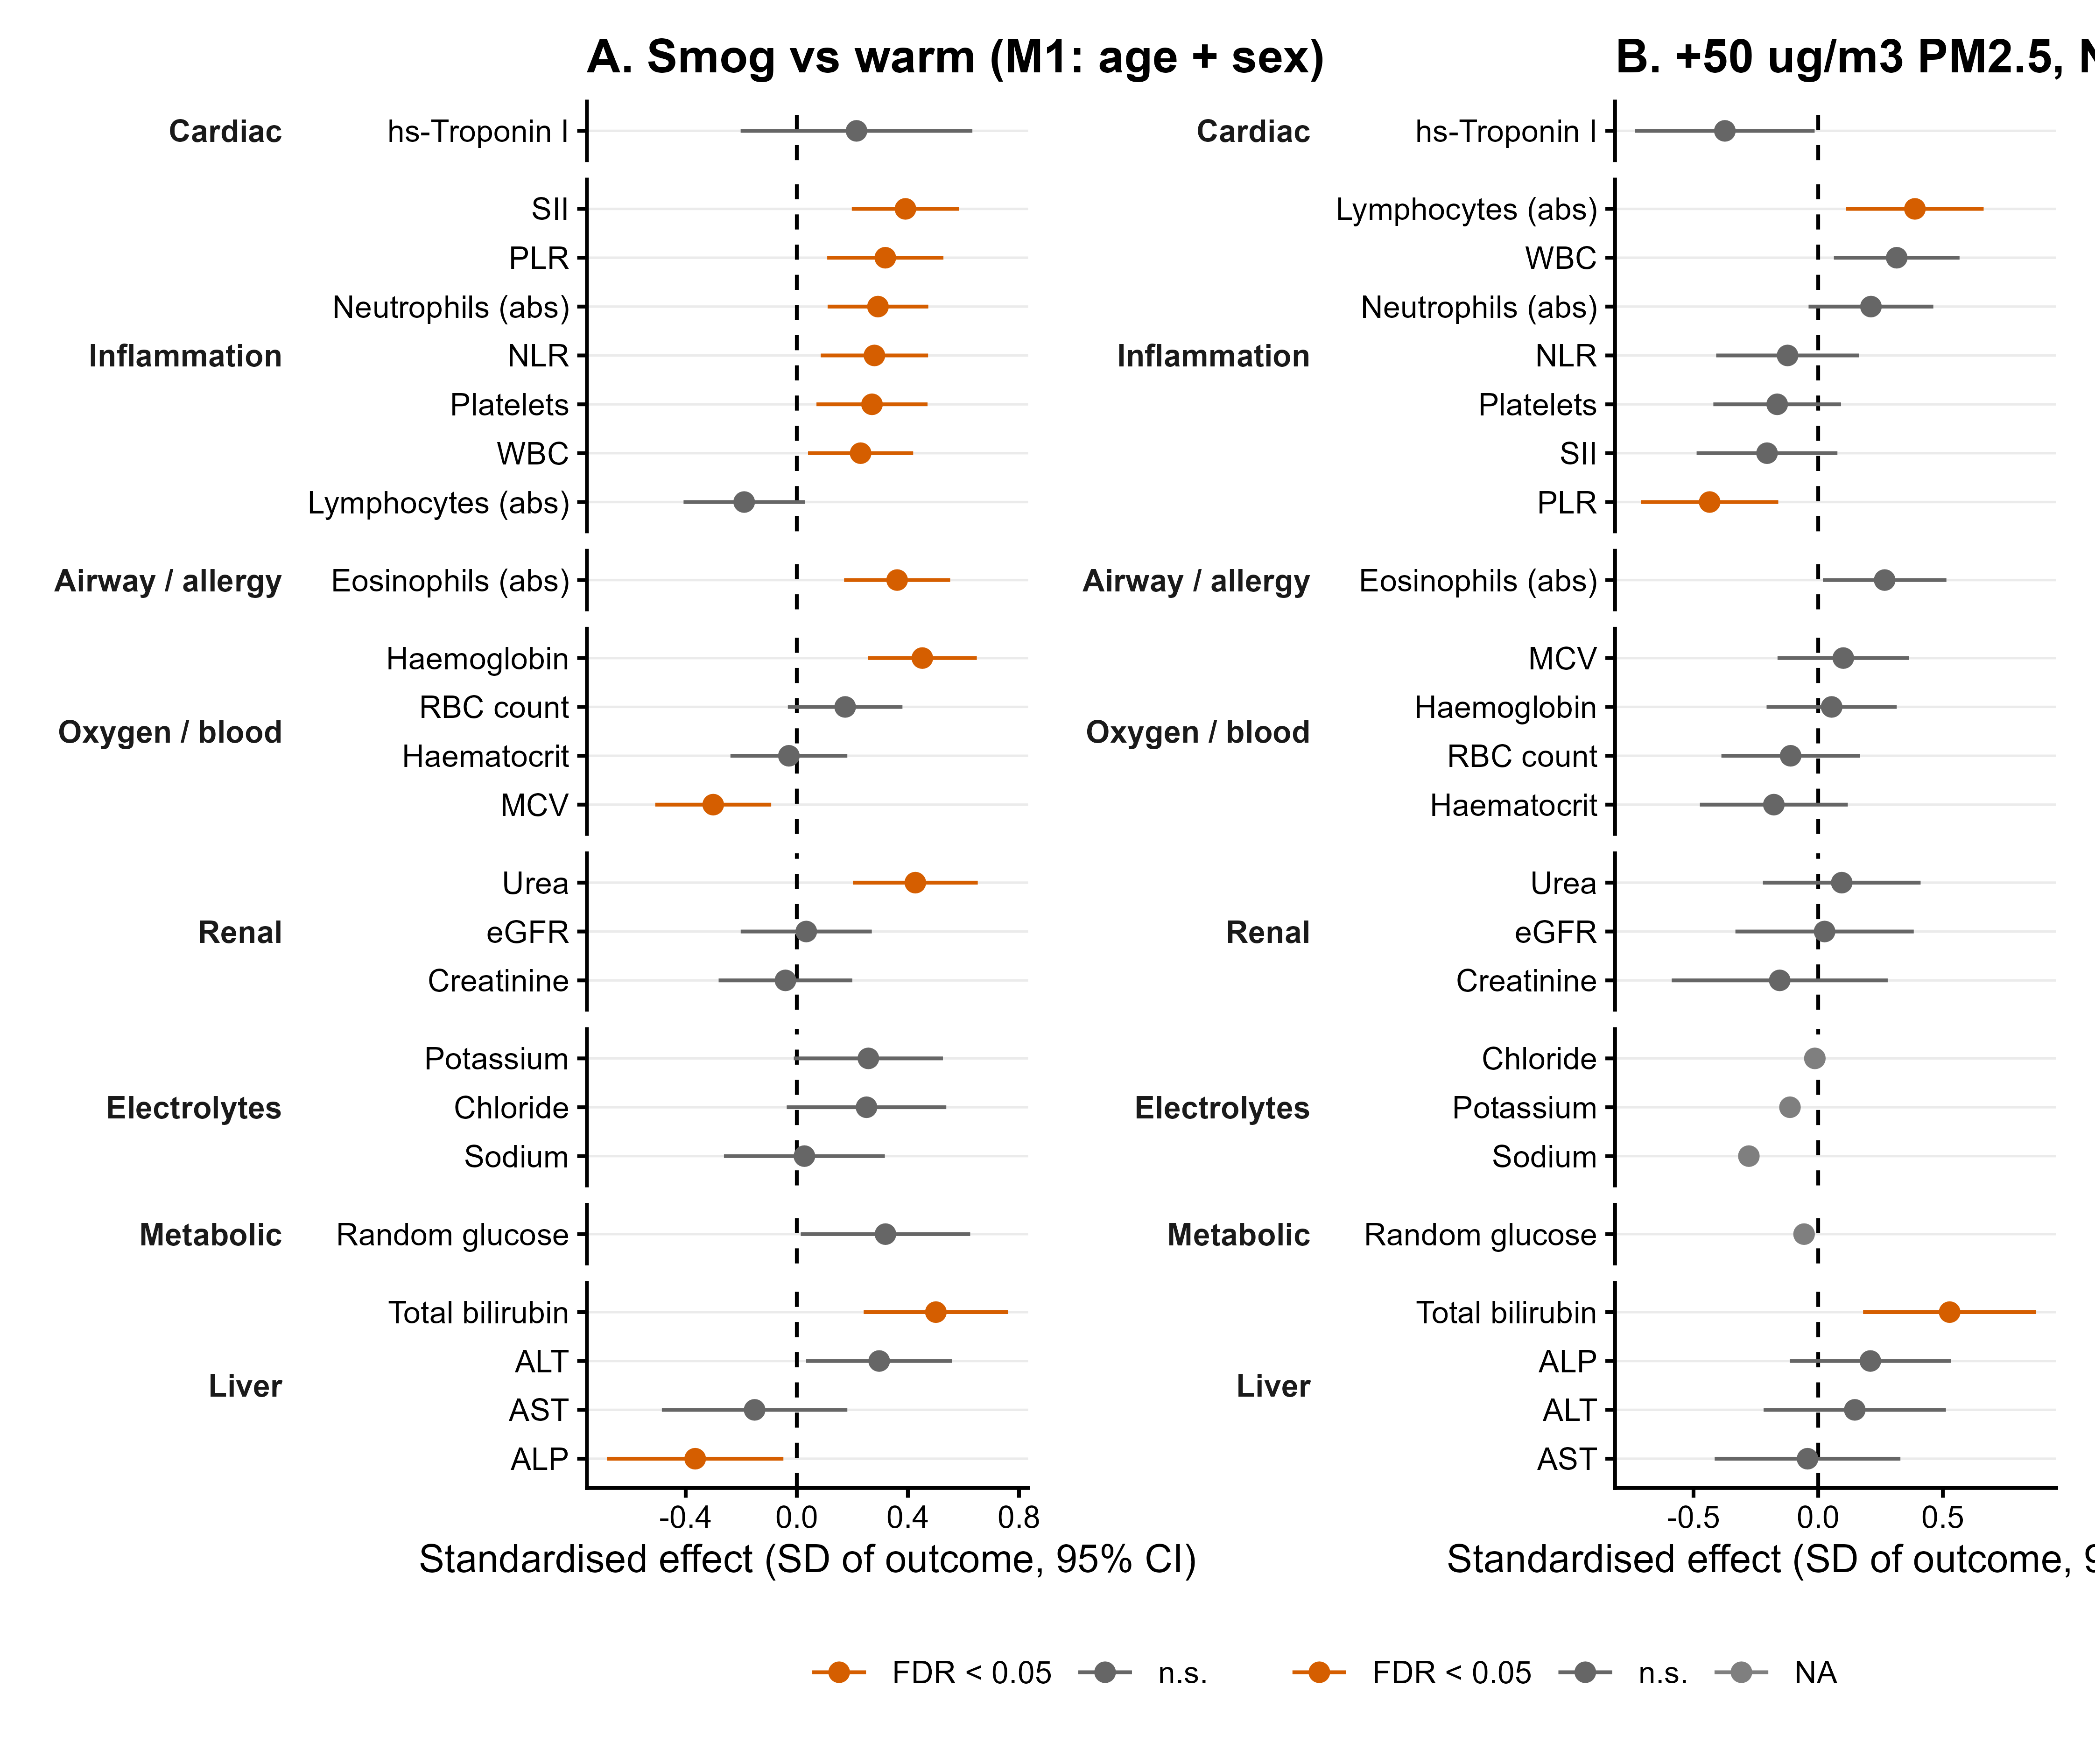 A. Smog vs warm (M1: age + sex)
Cardiac
hs-Troponin I
Inflammation
SII
PLR
Neutrophils (abs)
NLR
Platelets
WBC
Lymphocytes (abs)
Airway / allergy
Eosinophils (abs)
Oxygen / blood
Haemoglobin
RBC count
Haematocrit
MCV
Renal
Urea
eGFR
Creatinine
Electrolytes
Potassium
Chloride
Sodium
Metabolic
Random glucose
Liver
Total bilirubin
ALT
AST
ALP
-0.4 0.0 0.4 0.8
Standardised effect (SD of outcome, 95% CI)
B. +50 ug/m3 PM2.5,
Cardiac
hs-Troponin I
Inflammation
Lymphocytes (abs)
WBC
Neutrophils (abs)
NLR
Platelets
SII
PLR
Airway / allergy
Eosinophils (abs)
Oxygen / blood
MCV
Haemoglobin
RBC count
Haematocrit
Renal
Urea
eGFR
Creatinine
Electrolytes
Chloride
Potassium
Sodium
Metabolic
Random glucose
Liver
Total bilirubin
ALP
ALT
AST
-0.5 0.0 0.5
Standardised effect (SD of outcome,
FDR < 0.05 n.s. FDR < 0.05 n.s. NA